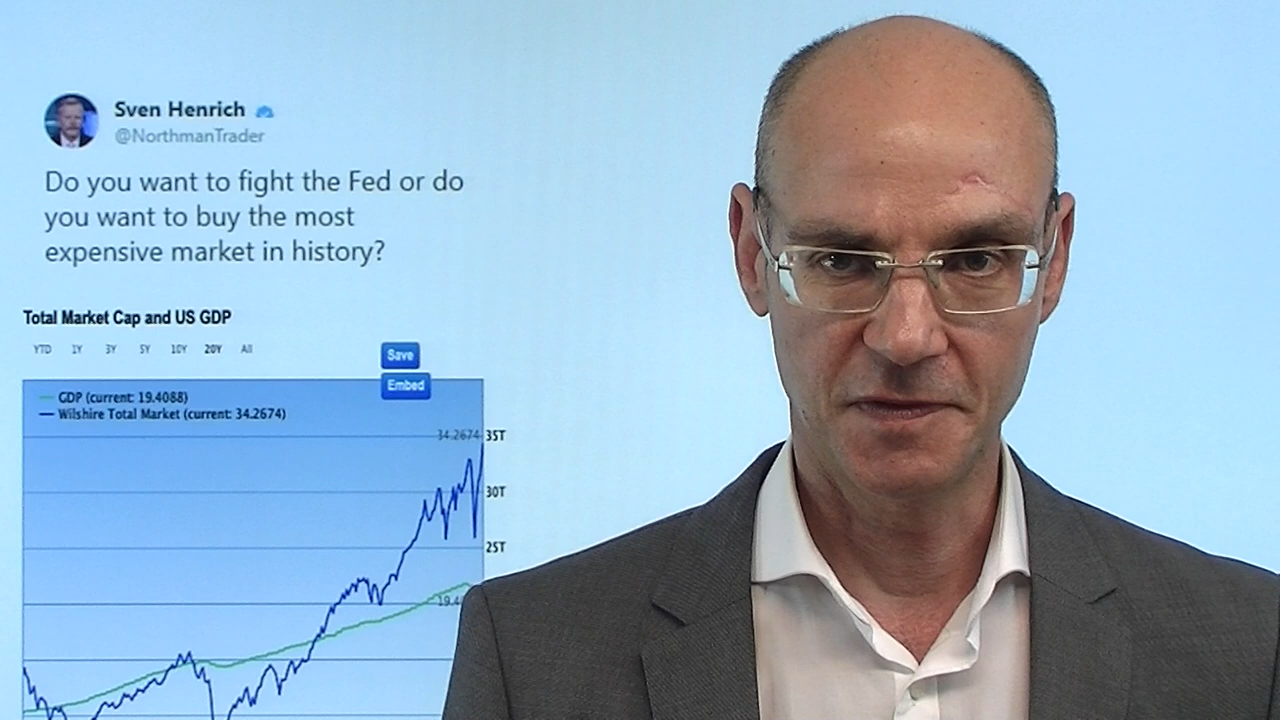 Sven Henrich
@NorthmanTrader
Do you want to fight the Fed or do
you want to buy the most
expensive market in history?
Total Market Cap and US GDP
YTD 1Y 3Y 5Y 10Y 20Y All
Save
Embed
GDP (current: 19.4088)
Wilshire Total Market (current: 34.2674)
34.2674 35T
30T
25T
19.4